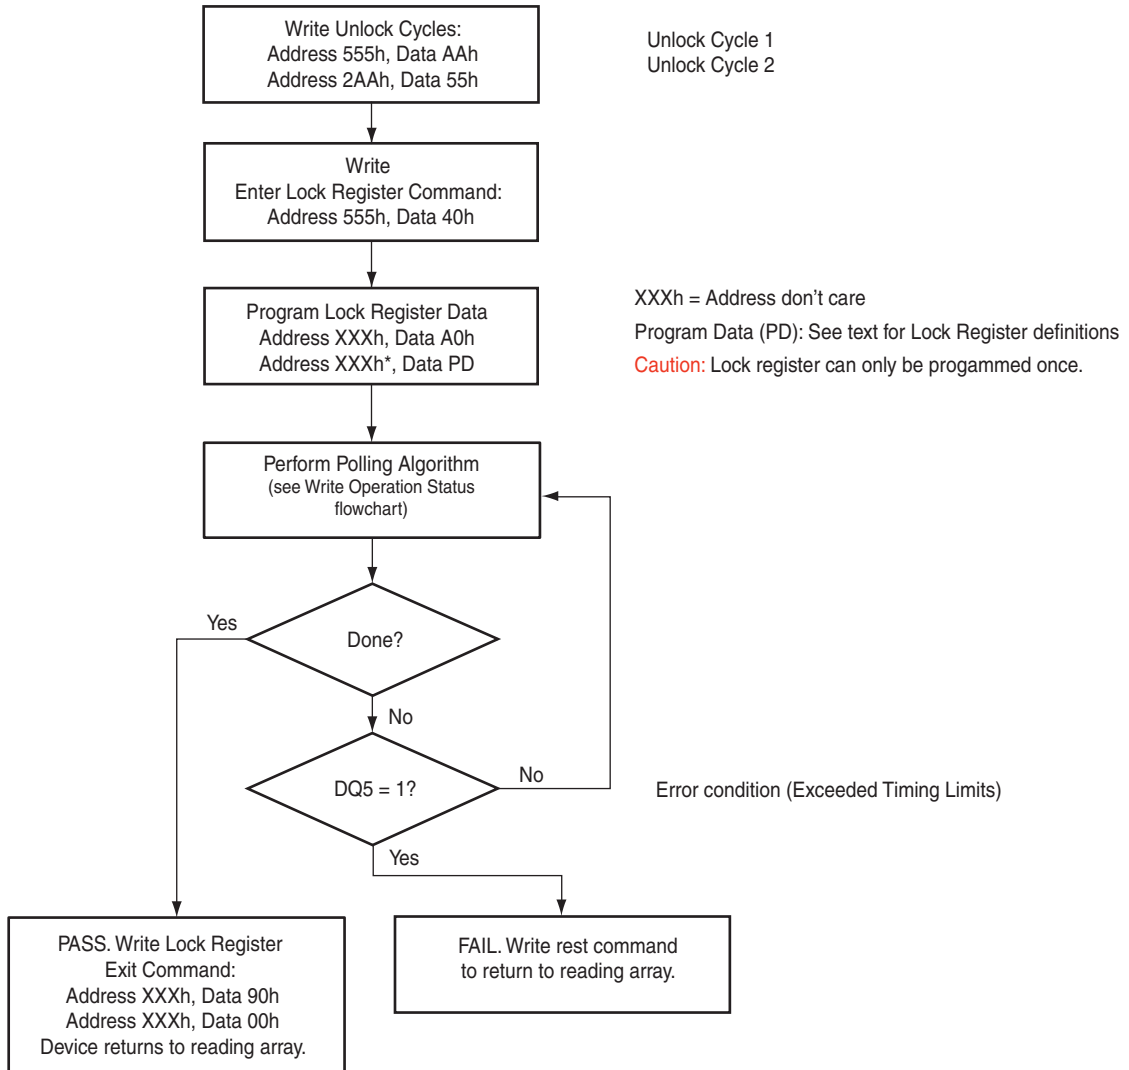 Write Unlock Cycles:
Address 555h, Data AAh
Address 2AAh, Data 55h
Unlock Cycle 1
Unlock Cycle 2
Write
Enter Lock Register Command:
Address 555h, Data 40h
Program Lock Register Data
Address XXXh, Data A0h
Address XXXh*, Data PD
XXXh = Address don't care
Program Data (PD): See text for Lock Register definitions
Caution: Lock register can only be progammed once.
Perform Polling Algorithm
(see Write Operation Status
flowchart)
Yes
Done?
No
DQ5 = 1?
No
Error condition (Exceeded Timing Limits)
Yes
PASS. Write Lock Register
Exit Command:
Address XXXh, Data 90h
Address XXXh, Data 00h
Device returns to reading array.
FAIL. Write rest command
to return to reading array.